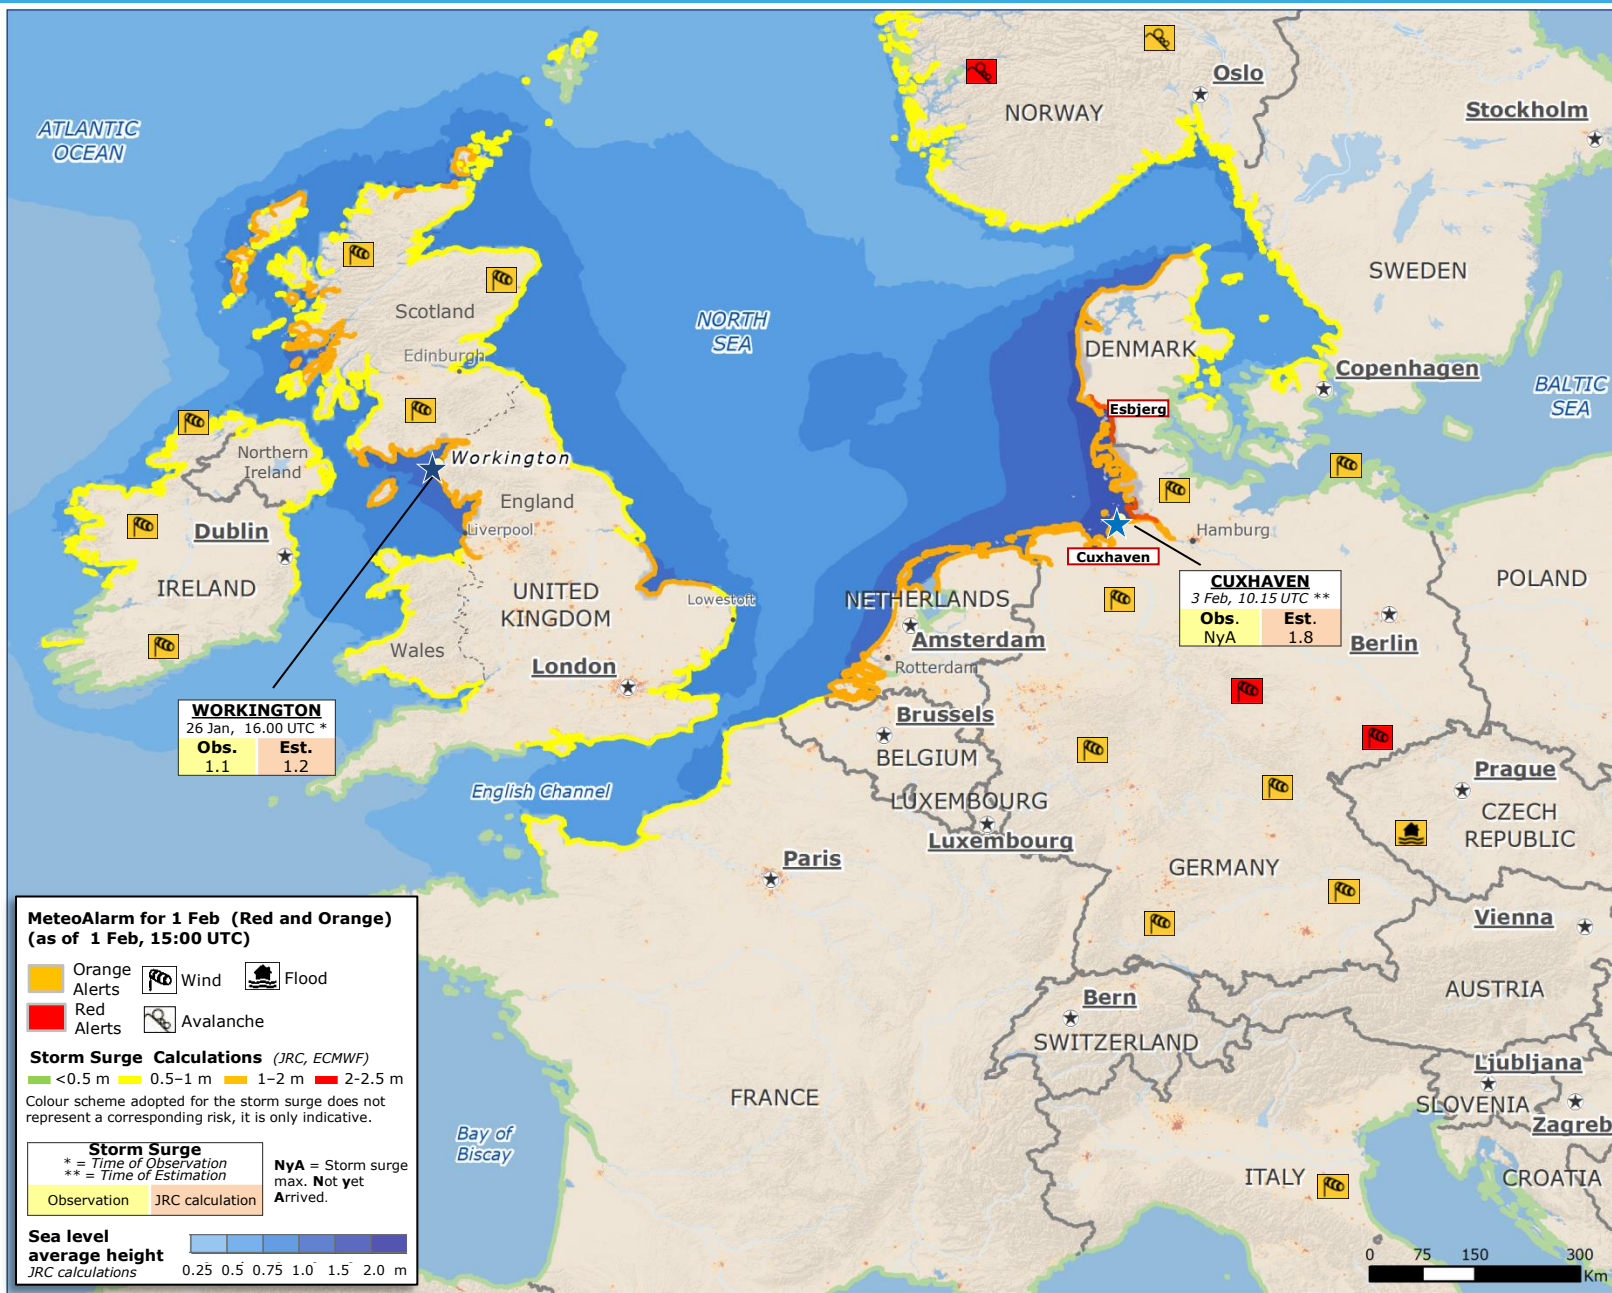 Oslo
NORWAY
Stockholm
ATLANTIC
OCEAN
SWEDEN
Scotland
NORTH
SEA
Edinburgh
DENMARK
Copenhagen
BALTIC
SEA
Esbjerg
Northern
Ireland
Workington
England
Dublin
Liverpool
Hamburg
Cuxhaven
IRELAND
UNITED
KINGDOM
Lowestoft
NETHERLANDS
POLAND
CUXHAVEN
3 Feb, 10.15 UTC **
Obs. Est.
NyA 1.8
Amsterdam
Berlin
Wales
London
Rotterdam
WORKINGTON
26 Jan, 16.00 UTC *
Obs. Est.
1.1 1.2
Brussels
BELGIUM
Prague
English Channel
LUXEMBOURG
CZECH
REPUBLIC
Luxembourg
Paris
GERMANY
Vienna
AUSTRIA
Bern
SWITZERLAND
Ljubljana
FRANCE
SLOVENIA
Zagreb
Bay of
Biscay
ITALY
CROATIA
MeteoAlarm for 1 Feb (Red and Orange)
(as of 1 Feb, 15:00 UTC)
Orange
Alerts
Wind
Flood
Red
Alerts
Avalanche
Storm Surge Calculations (JRC, ECMWF)
<0.5 m 0.5–1 m 1–2 m 2-2.5 m
Colour scheme adopted for the storm surge does not
represent a corresponding risk, it is only indicative.
Storm Surge
* = Time of Observation
** = Time of Estimation
Observation JRC calculation
NyA = Storm surge
max. Not yet
Arrived.
Sea level
average height
JRC calculations
0.25 0.5 0.75 1.0 1.5 2.0 m
0 75 150 300
Km